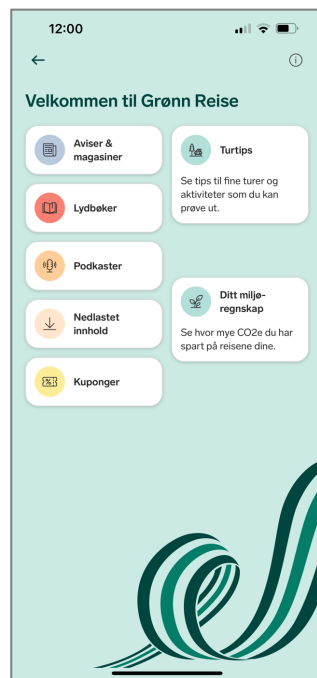 12:00
Velkommen til Grønn Reise
Aviser &
magasiner
Lydbøker
Podkaster
Nedlastet
innhold
Kuponger
Turtips
Se tips til fine turer og
aktiviteter som du kan
prøve ut.
Ditt miljø-
regnskap
Se hvor mye CO2e du har
spart på reisene dine.